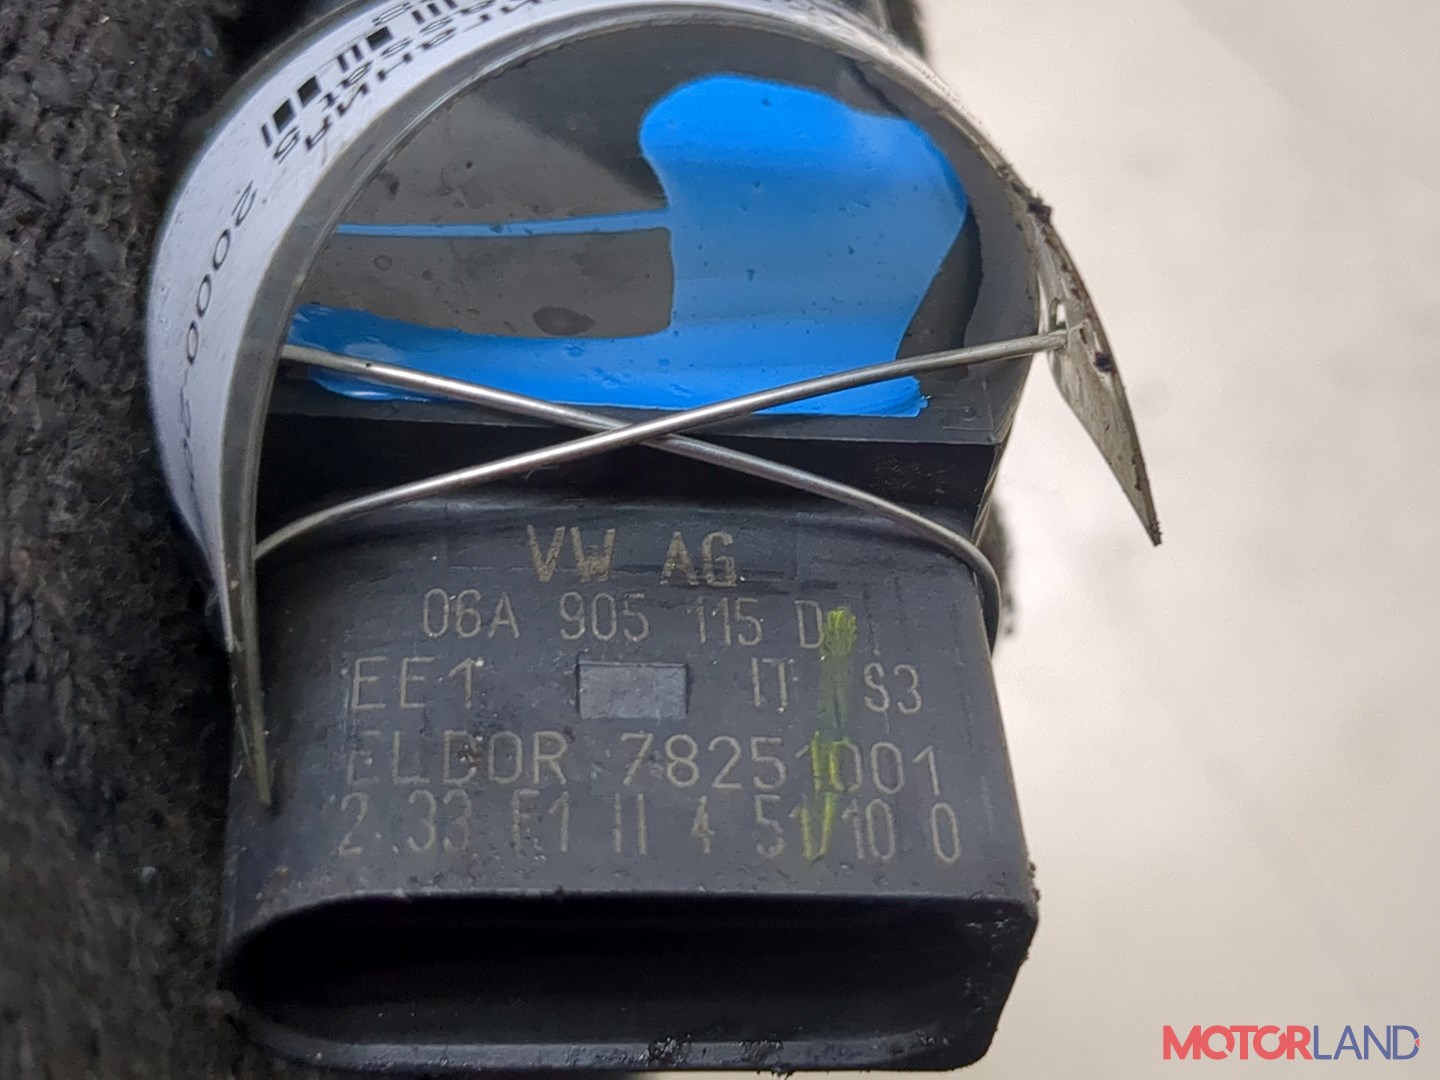 2000
VW AG
06A 905 115 D
EE1 IT S3
ELDOR 78251001
2.33 F1 II 4 51/10 0
MOTORLAND